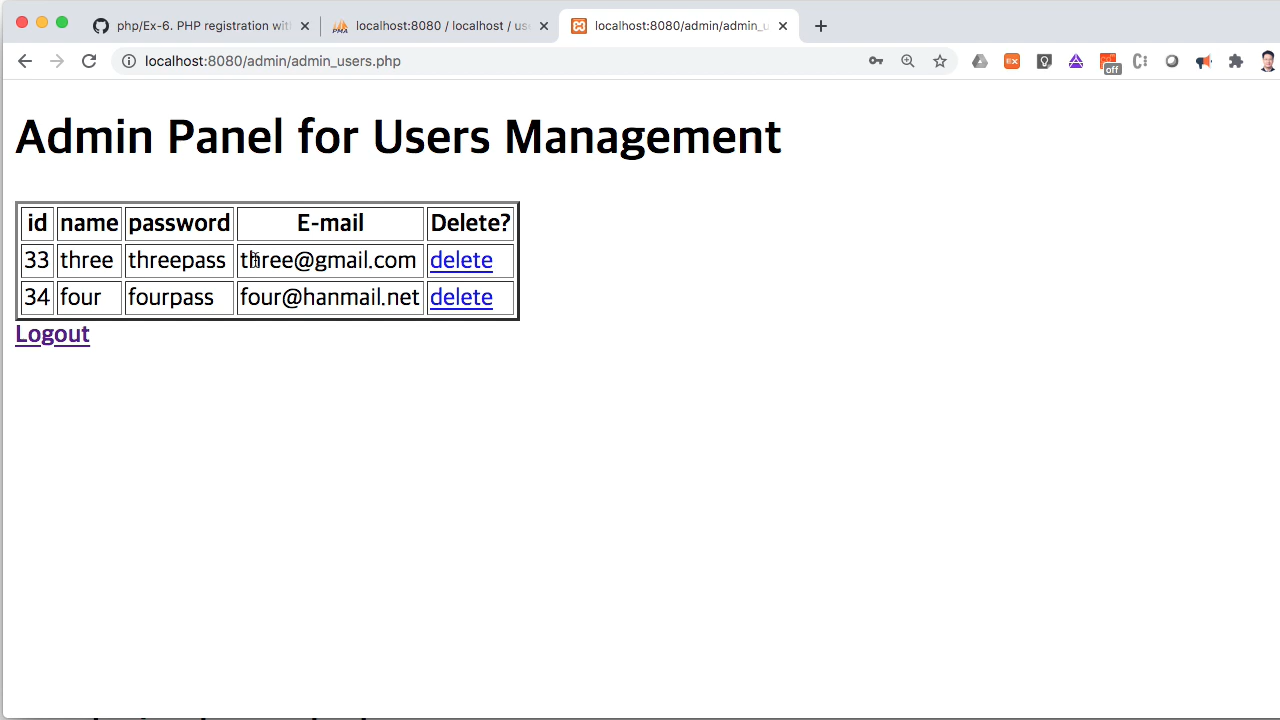 php/Ex-6. PHP registration wit
localhost:8080 / localhost / us
localhost:8080/admin/admin_u
localhost:8080/admin/admin_users.php
off
Admin Panel for Users Management
id name password E-mail Delete?
33 three threepass three@gmail.com delete
34 four fourpass four@hanmail.net delete
Logout